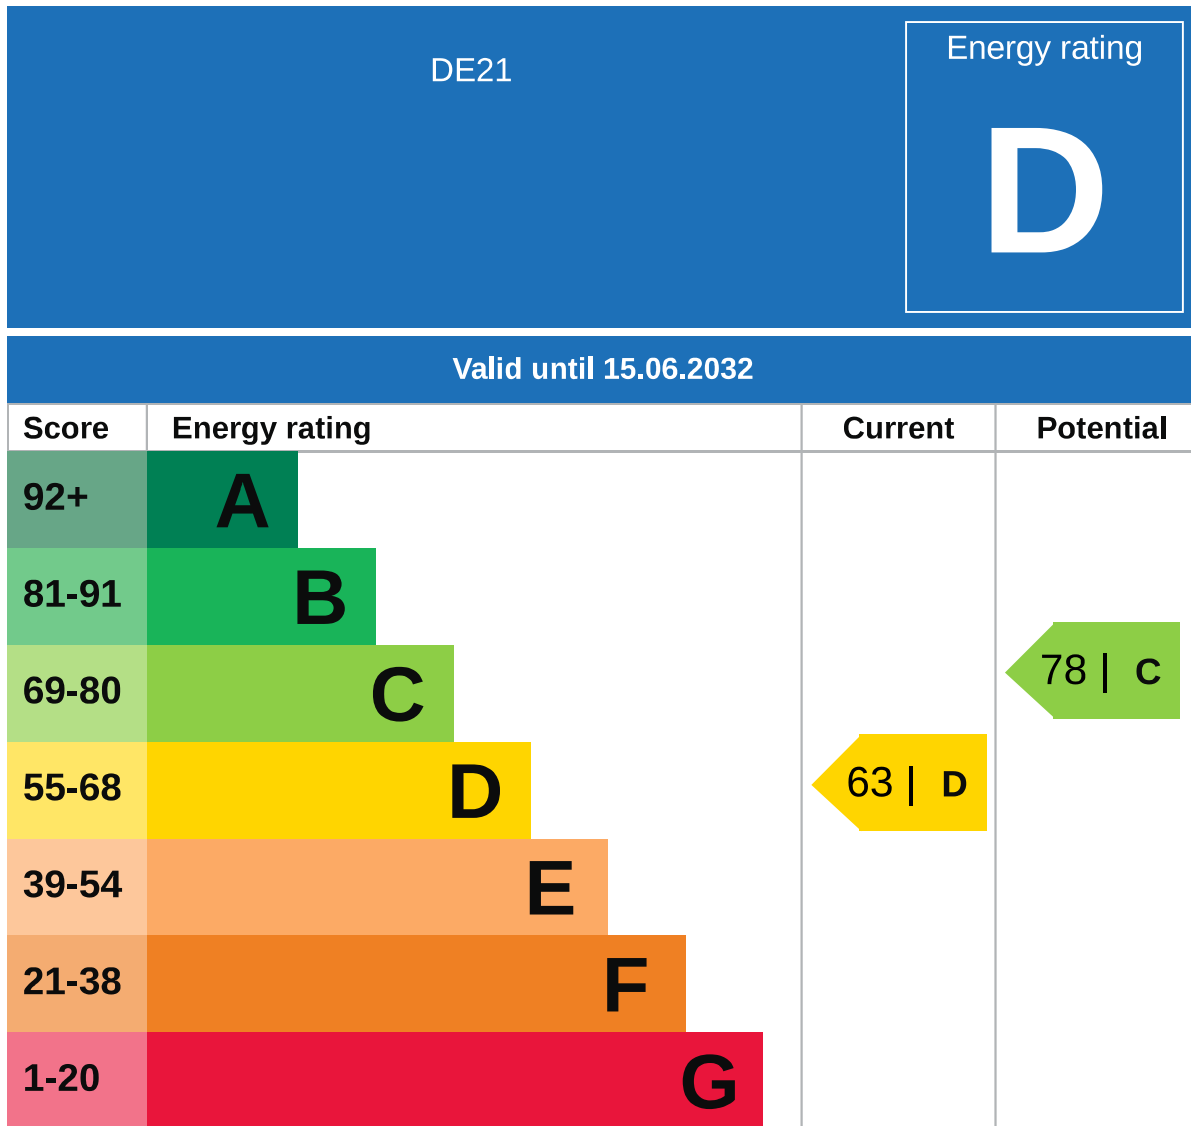 DE21
Energy rating
D
Valid until 15.06.2032
Score Energy rating Current Potential
92+ A
81-91 B
69-80 C
78 | C
55-68 D
63 | D
39-54 E
21-38 F
1-20 G